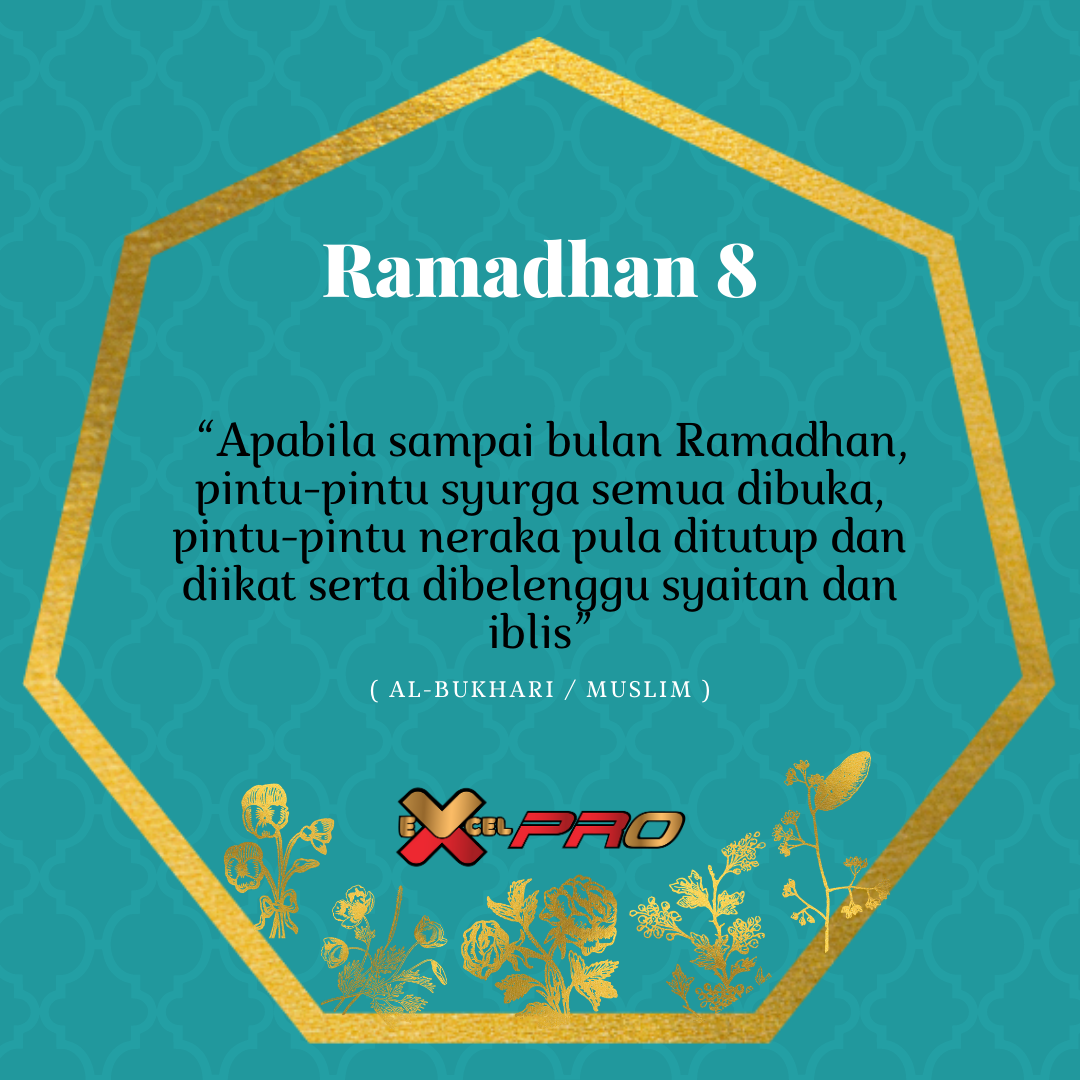 Ramadhan 8
“Apabila sampai bulan Ramadhan,
pintu-pintu syurga semua dibuka,
pintu-pintu neraka pula ditutup dan
diikat serta dibelenggu syaitan dan
iblis”
( AL-BUKHARI / MUSLIM )
EXCEL PRO